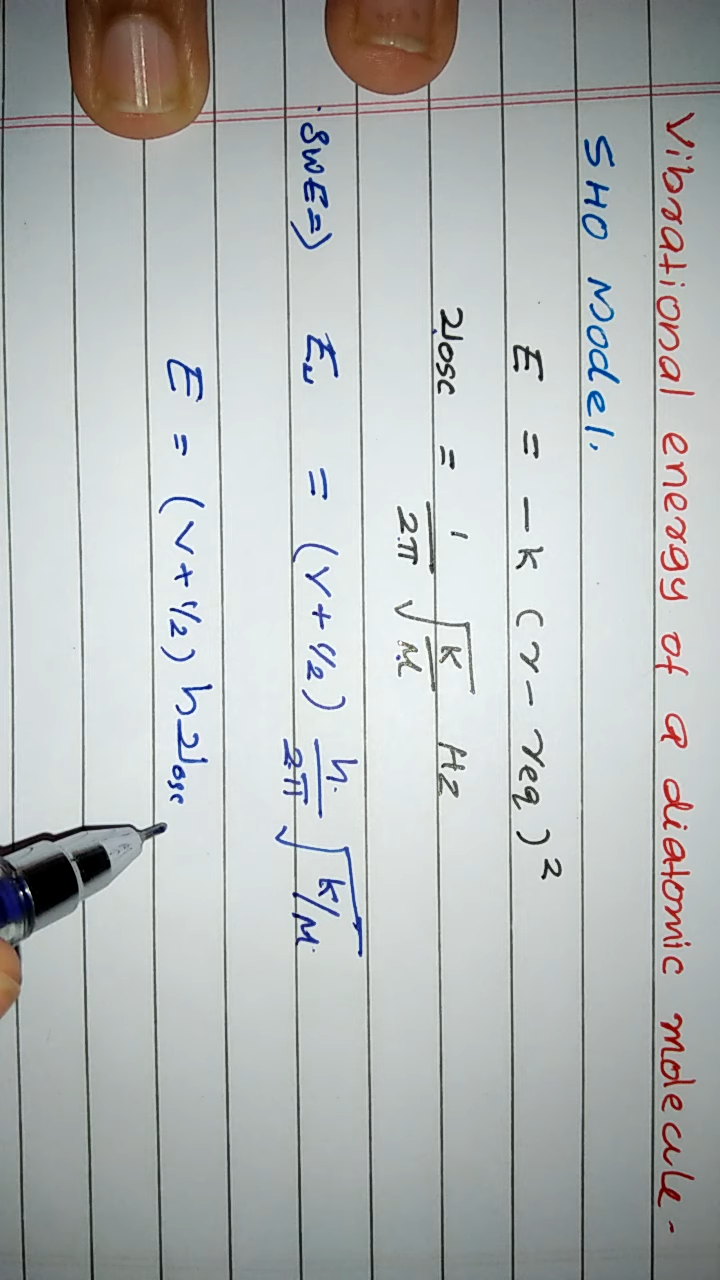 Vibrational energy of a diatomic molecule-
SHO Model.
E = -k (r - req)²
νosc = 1/2π √k/μ Hz
SWE⇒ Eν = (v+1/2) h/2π √k/μ.
E = (v+1/2) hνosc